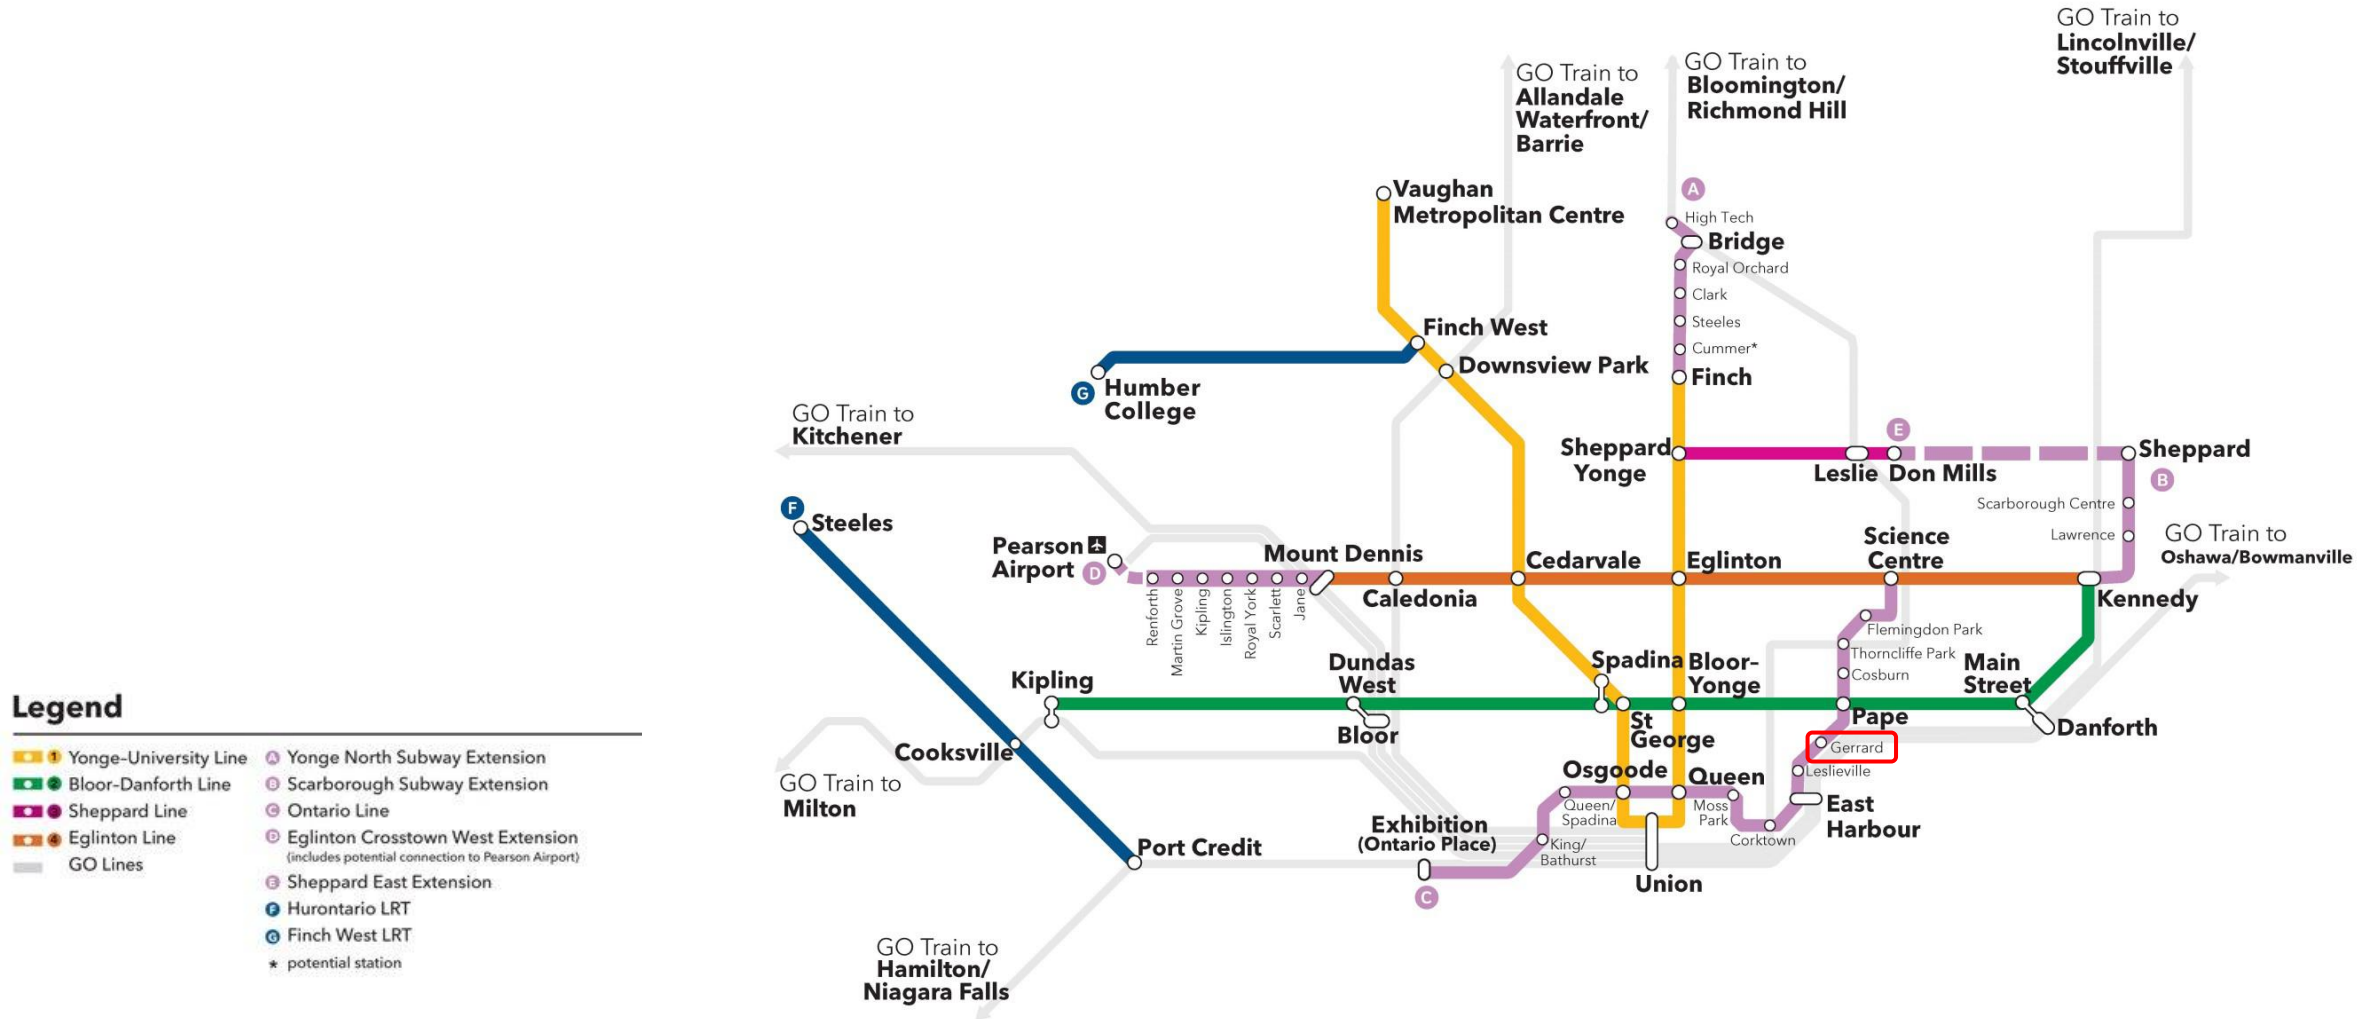 GO Train to
Lincolnville/
Stouffville
GO Train to
Allandale
Waterfront/
Barrie
GO Train to
Bloomington/
Richmond Hill
A
High Tech
Bridge
Royal Orchard
Clark
Steeles
Cummer*
Finch
Vaughan
Metropolitan Centre
Finch West
Downsview Park
G
Humber
College
GO Train to
Kitchener
Sheppard
Yonge
Leslie
E
Don Mills
Sheppard
B
Scarborough Centre
Lawrence
GO Train to
Oshawa/Bowmanville
F
Steeles
Pearson
Airport
D
Renforth
Martin Grove
Kipling
Islington
Royal York
Scarlett
Jane
Mount Dennis
Caledonia
Cedarvale
Eglinton
Science
Centre
Kennedy
Flemingdon Park
Thorncliffe Park
Cosburn
Kipling
Dundas
West
Bloor
Spadina
St
George
Bloor-
Yonge
Pape
Main
Street
Danforth
Gerrard
Leslieville
East
Harbour
Cooksville
GO Train to
Milton
Port Credit
Exhibition
(Ontario Place)
C
King/
Bathurst
Queen/
Spadina
Osgoode
Queen
Moss
Park
Corktown
Union
GO Train to
Hamilton/
Niagara Falls
Legend
1 Yonge-University Line
2 Bloor-Danforth Line
3 Sheppard Line
4 Eglinton Line
GO Lines
A Yonge North Subway Extension
B Scarborough Subway Extension
C Ontario Line
D Eglinton Crosstown West Extension
(includes potential connection to Pearson Airport)
E Sheppard East Extension
F Hurontario LRT
G Finch West LRT
* potential station